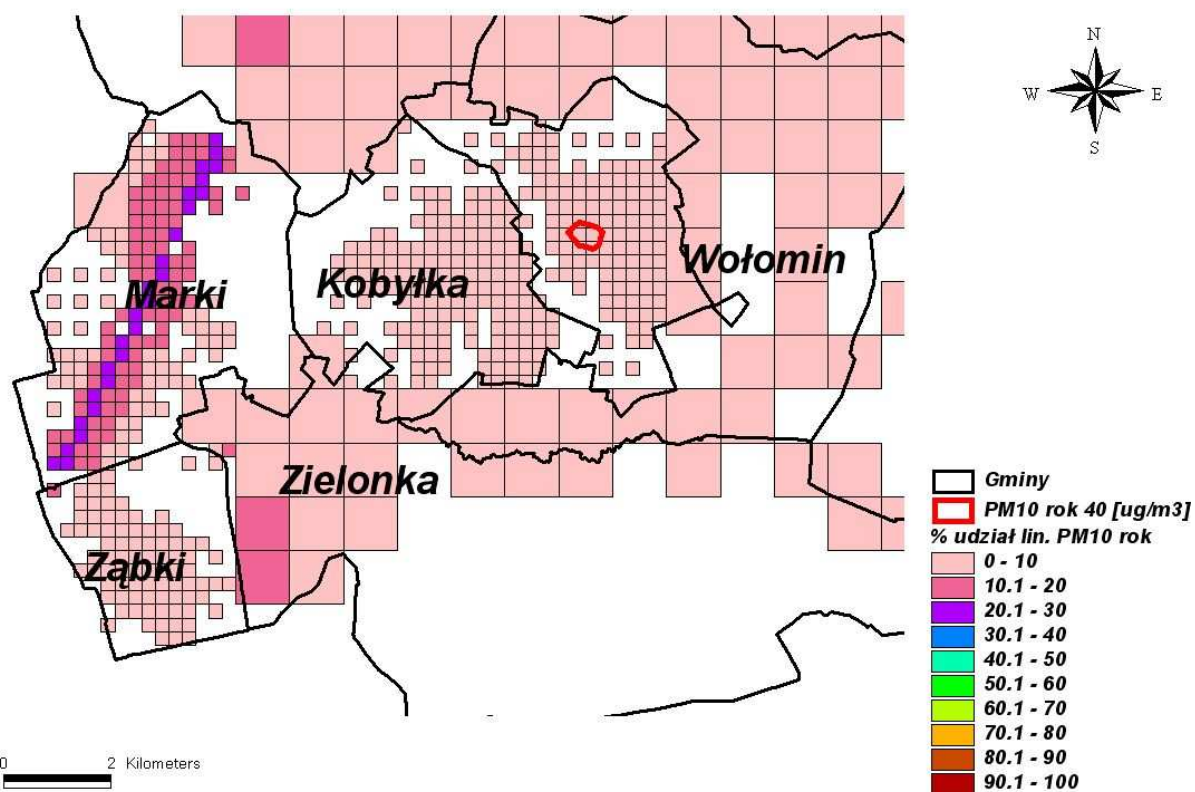 N
W E
S
Wołomin
Kobyłka
Marki
Zielonka
Ząbki
Gminy
PM10 rok 40 [ug/m3]
% udział lin. PM10 rok
0 - 10
10.1 - 20
20.1 - 30
30.1 - 40
40.1 - 50
50.1 - 60
60.1 - 70
70.1 - 80
80.1 - 90
90.1 - 100
0 2 Kilometers